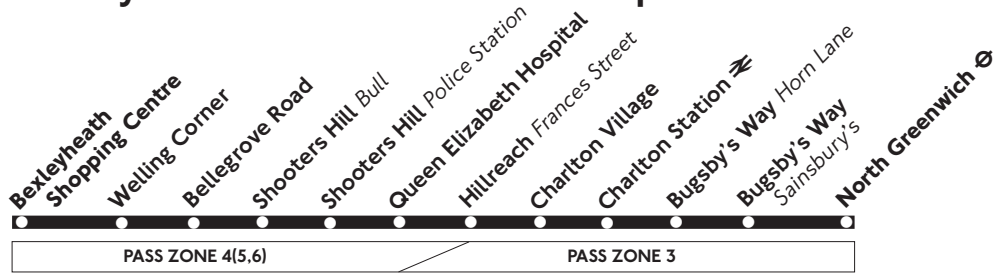 Bexleyheath
Shopping Centre
Welling Corner
Bellegrove Road
Shooters Hill Bull
Shooters Hill Police Station
Queen Elizabeth Hospital
Hillreach Frances Street
Charlton Village
Charlton Station
Bugsby's Way Horn Lane
Bugsby's Way
Sainsbury's
North Greenwich
PASS ZONE 4(5,6)
PASS ZONE 3